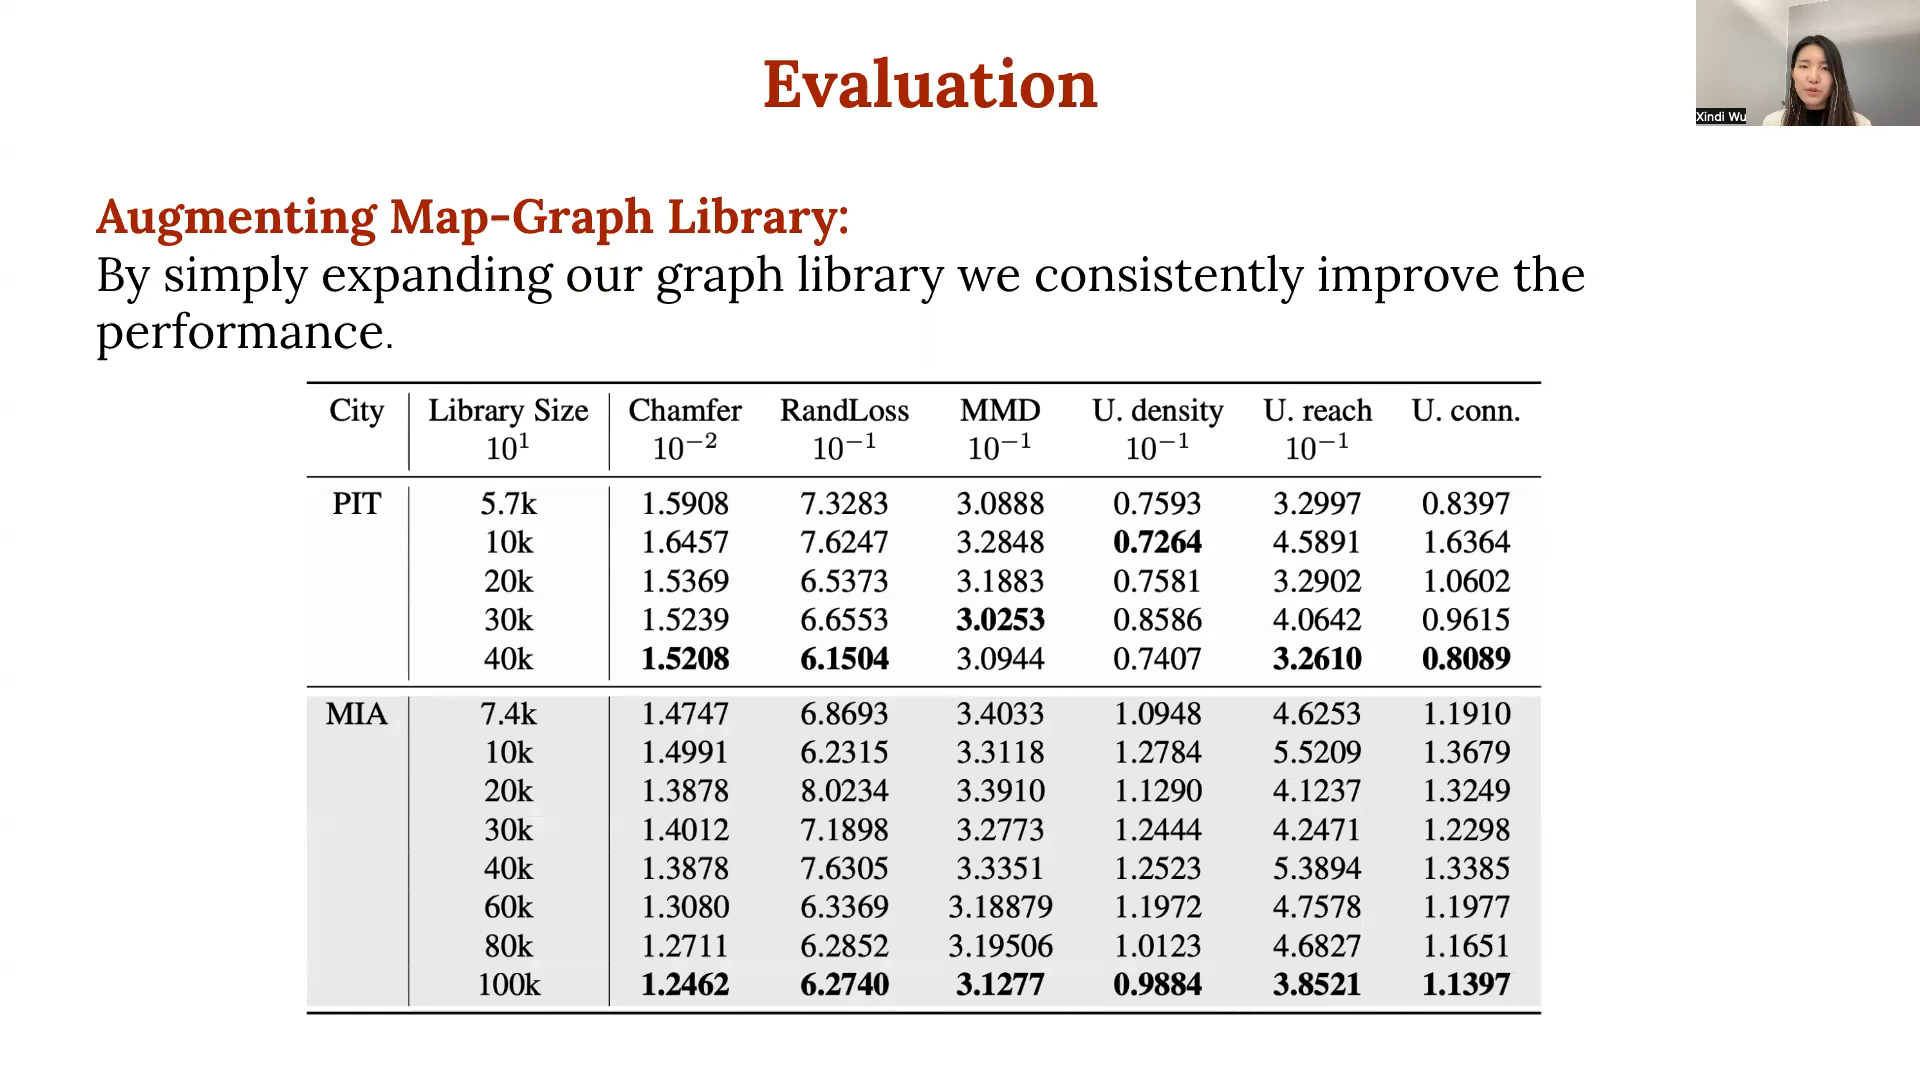 Evaluation
Xindi Wu
Augmenting Map-Graph Library:
By simply expanding our graph library we consistently improve the
performance.
City Library Size Chamfer RandLoss MMD U. density U. reach U. conn.
10¹ 10⁻² 10⁻¹ 10⁻¹ 10⁻¹ 10⁻¹
PIT 5.7k 1.5908 7.3283 3.0888 0.7593 3.2997 0.8397
10k 1.6457 7.6247 3.2848 0.7264 4.5891 1.6364
20k 1.5369 6.5373 3.1883 0.7581 3.2902 1.0602
30k 1.5239 6.6553 3.0253 0.8586 4.0642 0.9615
40k 1.5208 6.1504 3.0944 0.7407 3.2610 0.8089
MIA 7.4k 1.4747 6.8693 3.4033 1.0948 4.6253 1.1910
10k 1.4991 6.2315 3.3118 1.2784 5.5209 1.3679
20k 1.3878 8.0234 3.3910 1.1290 4.1237 1.3249
30k 1.4012 7.1898 3.2773 1.2444 4.2471 1.2298
40k 1.3878 7.6305 3.3351 1.2523 5.3894 1.3385
60k 1.3080 6.3369 3.18879 1.1972 4.7578 1.1977
80k 1.2711 6.2852 3.19506 1.0123 4.6827 1.1651
100k 1.2462 6.2740 3.1277 0.9884 3.8521 1.1397